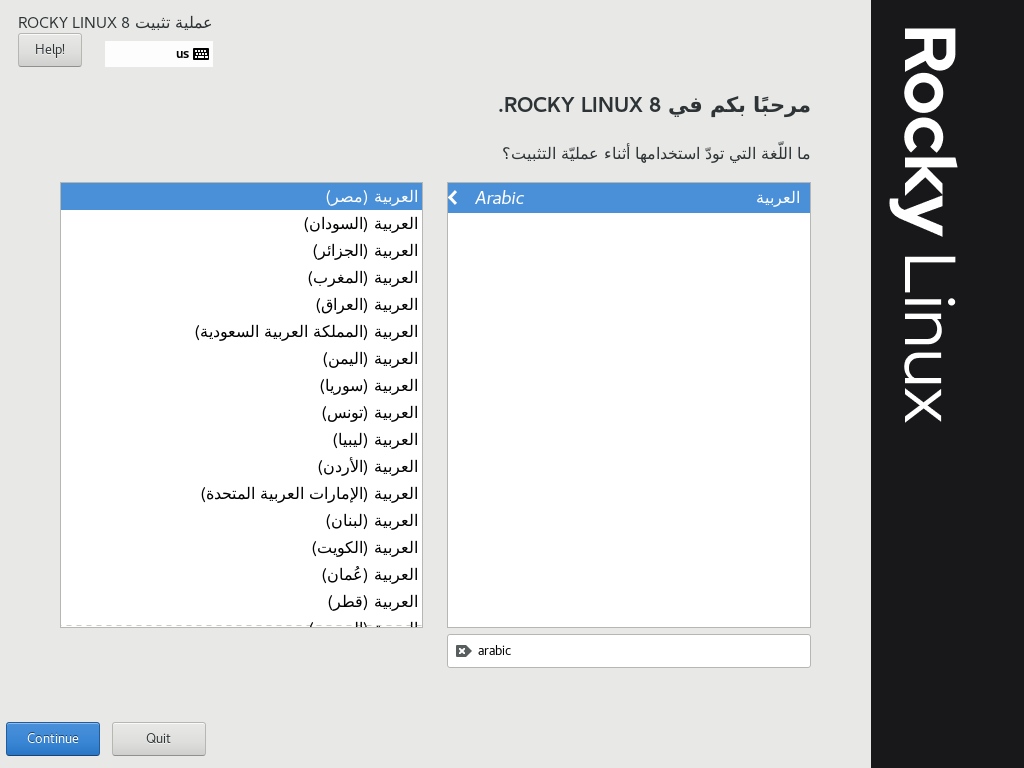 عملية تثبيت ROCKY LINUX 8
Help!
us
مرحبًا بكم في ROCKY LINUX 8.
ما اللّغة التي تودّ استخدامها أثناء عمليّة التثبيت؟
العربية Arabic
arabic
العربية (مصر)
العربية (السودان)
العربية (الجزائر)
العربية (المغرب)
العربية (العراق)
العربية (المملكة العربية السعودية)
العربية (اليمن)
العربية (سوريا)
العربية (تونس)
العربية (ليبيا)
العربية (الأردن)
العربية (الإمارات العربية المتحدة)
العربية (لبنان)
العربية (الكويت)
العربية (عُمان)
العربية (قطر)
Continue
Quit
Rocky Linux